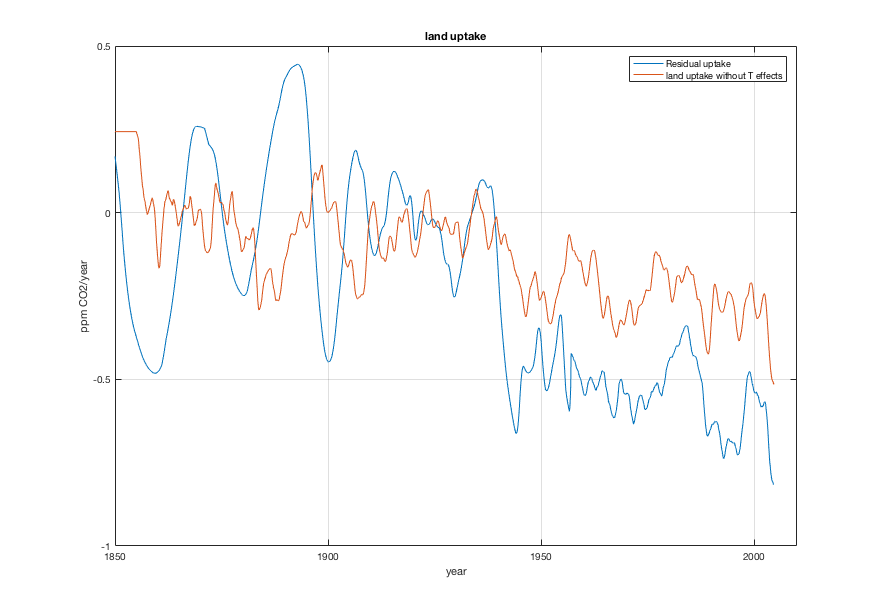 land uptake
Residual uptake
land uptake without T effects
0.5
0
-0.5
-1
ppm CO2/year
1850
1900
1950
2000
year